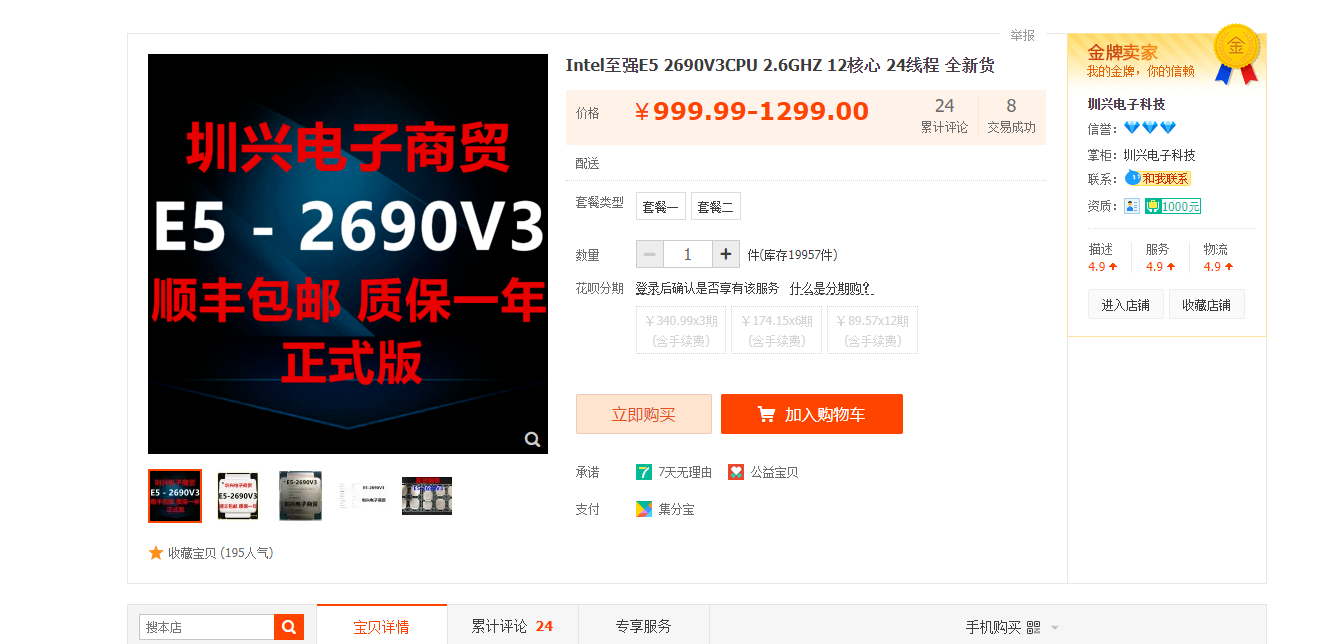 举报
Intel至强E5 2690V3CPU 2.6GHZ 12核心 24线程 全新货
价格
¥999.99-1299.00
24
累计评论
8
交易成功
配送
套餐类型
套餐一
套餐二
数量
1
件(库存19957件)
花呗分期
登录后确认是否享有该服务 什么是分期购?
¥340.99x3期
(含手续费)
¥174.15x6期
(含手续费)
¥89.57x12期
(含手续费)
立即购买
加入购物车
承诺
7天无理由
公益宝贝
支付
集分宝
圳兴电子商贸
E5 - 2690V3
顺丰包邮 质保一年
正式版
收藏宝贝 (195人气)
金牌卖家
我的金牌,你的信赖
金
圳兴电子科技
信誉:
掌柜: 圳兴电子科技
联系: 和我联系
资质: 1000元
描述
4.9
服务
4.9
物流
4.9
进入店铺
收藏店铺
搜本店
宝贝详情
累计评论 24
专享服务
手机购买